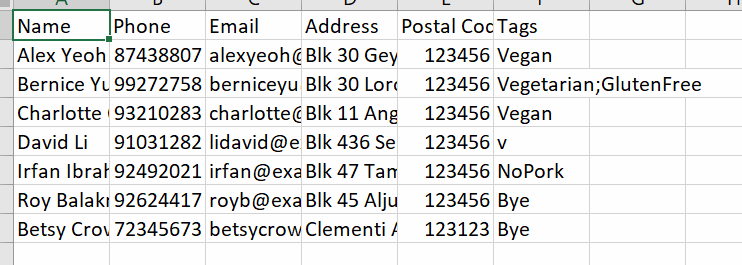 A B C D E F G H
Name Phone Email Address Postal Cod Tags
Alex Yeoh 87438807 alexyeoh@ Blk 30 Gey 123456 Vegan
Bernice Yu 99272758 berniceyu Blk 30 Loro 123456 Vegetarian;GlutenFree
Charlotte 93210283 charlotte@ Blk 11 Ang 123456 Vegan
David Li 91031282 lidavid@e Blk 436 Se 123456 v
Irfan Ibrah 92492021 irfan@exa Blk 47 Tam 123456 NoPork
Roy Balakr 92624417 royb@exa Blk 45 Alju 123456 Bye
Betsy Crov 72345673 betsycrow Clementi A 123123 Bye